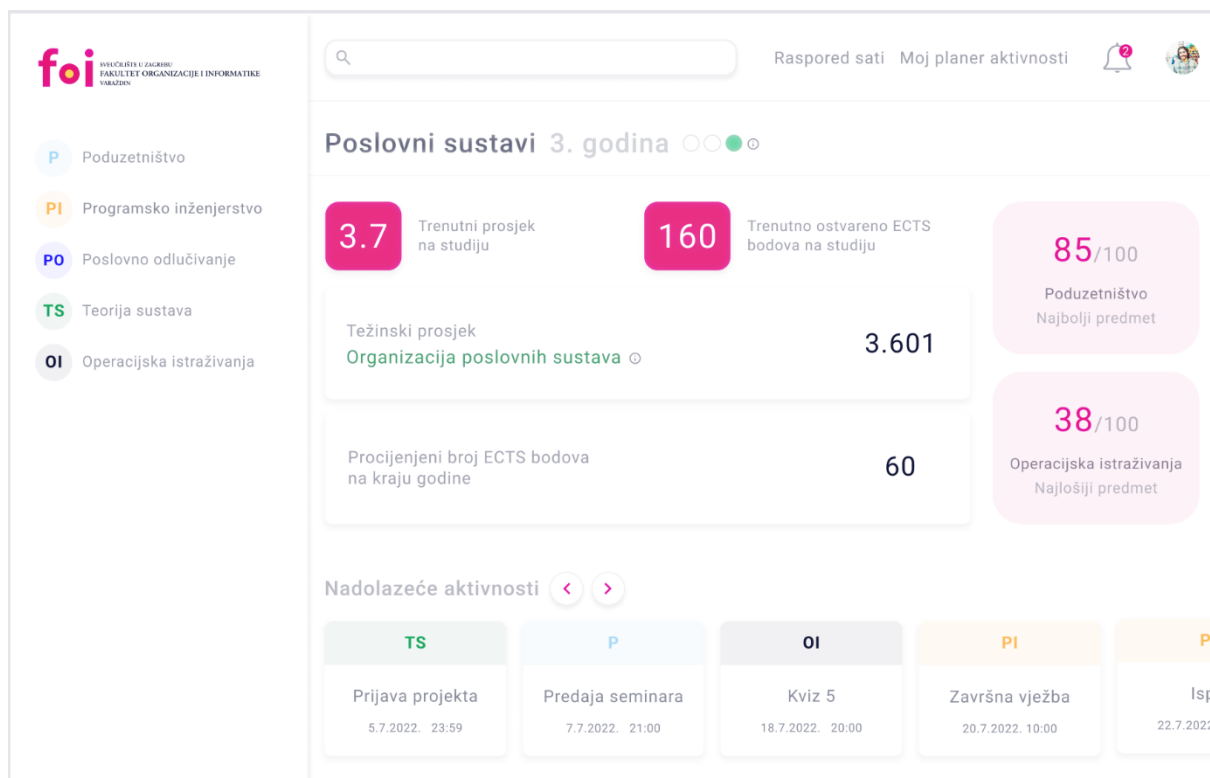 foi
SVEUČILIŠTE U ZAGREBU
FAKULTET ORGANIZACIJE I INFORMATIKE
VARAŽDIN
Raspored sati Moj planer aktivnosti
2
P Poduzetništvo
PI Programsko inženjerstvo
PO Poslovno odlučivanje
TS Teorija sustava
OI Operacijska istraživanja
Poslovni sustavi 3. godina
3.7
Trenutni prosjek
na studiju
160
Trenutno ostvareno ECTS
bodova na studiju
85/100
Poduzetništvo
Najbolji predmet
Težinski prosjek
Organizacija poslovnih sustava
3.601
38/100
Operacijska istraživanja
Najlošiji predmet
Procijenjeni broj ECTS bodova
na kraju godine
60
Nadolazeće aktivnosti
TS
Prijava projekta
5.7.2022. 23:59
P
Predaja seminara
7.7.2022. 21:00
OI
Kviz 5
18.7.2022. 20:00
PI
Završna vježba
20.7.2022. 10:00
P
Isp
22.7.2022